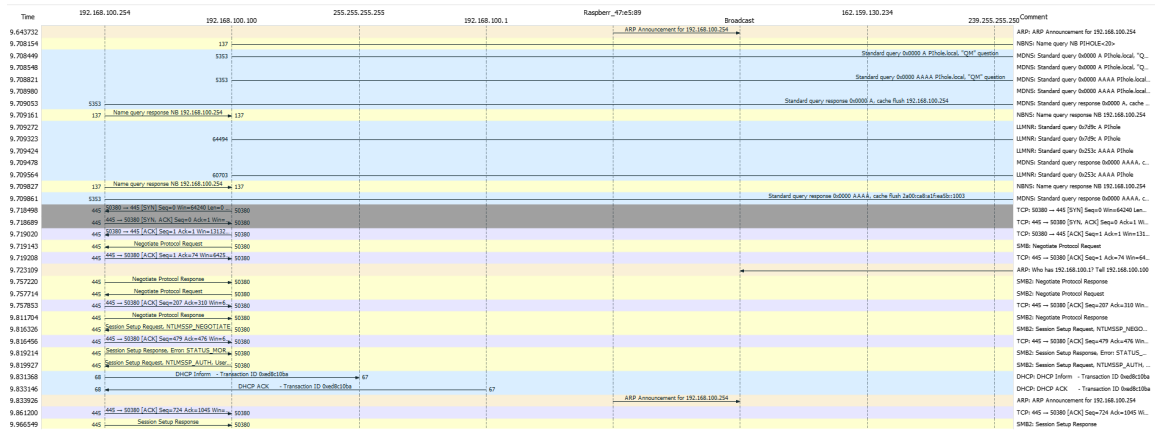 Time 192.168.100.254 192.168.100.100 255.255.255.255 192.168.100.1 Raspberr_47:e5:89 Broadcast 162.159.130.234 239.255.255.250 Comment
9.643732 ARP Announcement for 192.168.100.254 ARP: ARP Announcement for 192.168.100.254
9.708154 137 NBNS: Name query NB PIHOLE<20>
9.708449 5353 Standard query 0x0000 A PIhole.local, "QM" question MDNS: Standard query 0x0000 A PIhole.local, "Q...
9.708548 MDNS: Standard query 0x0000 A PIhole.local, "Q...
9.708821 5353 Standard query 0x0000 AAAA PIhole.local, "QM" question MDNS: Standard query 0x0000 AAAA PIhole.local...
9.708980 MDNS: Standard query 0x0000 AAAA PIhole.local...
9.709053 5353 Standard query response 0x0000 A, cache flush 192.168.100.254 MDNS: Standard query response 0x0000 A, cache ...
9.709161 137 Name query response NB 192.168.100.254 137 NBNS: Name query response NB 192.168.100.254
9.709272 LLMNR: Standard query 0x7d9c A PIhole
9.709323 64494 LLMNR: Standard query 0x7d9c A PIhole
9.709424 LLMNR: Standard query 0x253c AAAA PIhole
9.709478 MDNS: Standard query response 0x0000 AAAA, c...
9.709564 60703 LLMNR: Standard query 0x253c AAAA PIhole
9.709827 137 Name query response NB 192.168.100.254 137 NBNS: Name query response NB 192.168.100.254
9.709861 5353 Standard query response 0x0000 AAAA, cache flush 2a00:ca8:a1f:ea5b::1003 MDNS: Standard query response 0x0000 AAAA, c...
9.718498 445 50380 → 445 [SYN] Seq=0 Win=64240 Len=0 50380 TCP: 50380 → 445 [SYN] Seq=0 Win=64240 Len...
9.718689 445 445 → 50380 [SYN, ACK] Seq=0 Ack=1 Win=... 50380 TCP: 445 → 50380 [SYN, ACK] Seq=0 Ack=1 Wi...
9.719020 445 50380 → 445 [ACK] Seq=1 Ack=1 Win=13132... 50380 TCP: 50380 → 445 [ACK] Seq=1 Ack=1 Win=131...
9.719143 445 Negotiate Protocol Request 50380 SMB: Negotiate Protocol Request
9.719208 445 445 → 50380 [ACK] Seq=1 Ack=74 Win=6425... 50380 TCP: 445 → 50380 [ACK] Seq=1 Ack=74 Win=64...
9.723109 ARP: Who has 192.168.100.1? Tell 192.168.100.100
9.757220 445 Negotiate Protocol Response 50380 SMB2: Negotiate Protocol Response
9.757714 445 Negotiate Protocol Request 50380 SMB2: Negotiate Protocol Request
9.757853 445 445 → 50380 [ACK] Seq=207 Ack=310 Win=6... 50380 TCP: 445 → 50380 [ACK] Seq=207 Ack=310 Win...
9.811704 445 Negotiate Protocol Response 50380 SMB2: Negotiate Protocol Response
9.816326 445 Session Setup Request, NTLMSSP_NEGOTIATE 50380 SMB2: Session Setup Request, NTLMSSP_NEGO...
9.816456 445 445 → 50380 [ACK] Seq=479 Ack=476 Win=6... 50380 TCP: 445 → 50380 [ACK] Seq=479 Ack=476 Win...
9.819214 445 Session Setup Response, Error: STATUS_MOR... 50380 SMB2: Session Setup Response, Error: STATUS_...
9.819927 445 Session Setup Request, NTLMSSP_AUTH, User... 50380 SMB2: Session Setup Request, NTLMSSP_AUTH, ...
9.831368 68 DHCP Inform - Transaction ID 0xed8c10ba 67 DHCP: DHCP Inform - Transaction ID 0xed8c10ba
9.833146 68 DHCP ACK - Transaction ID 0xed8c10ba 67 DHCP: DHCP ACK - Transaction ID 0xed8c10ba
9.833926 ARP Announcement for 192.168.100.254 ARP: ARP Announcement for 192.168.100.254
9.861200 445 445 → 50380 [ACK] Seq=724 Ack=1045 Win=... 50380 TCP: 445 → 50380 [ACK] Seq=724 Ack=1045 Wi...
9.966549 445 Session Setup Response 50380 SMB2: Session Setup Response